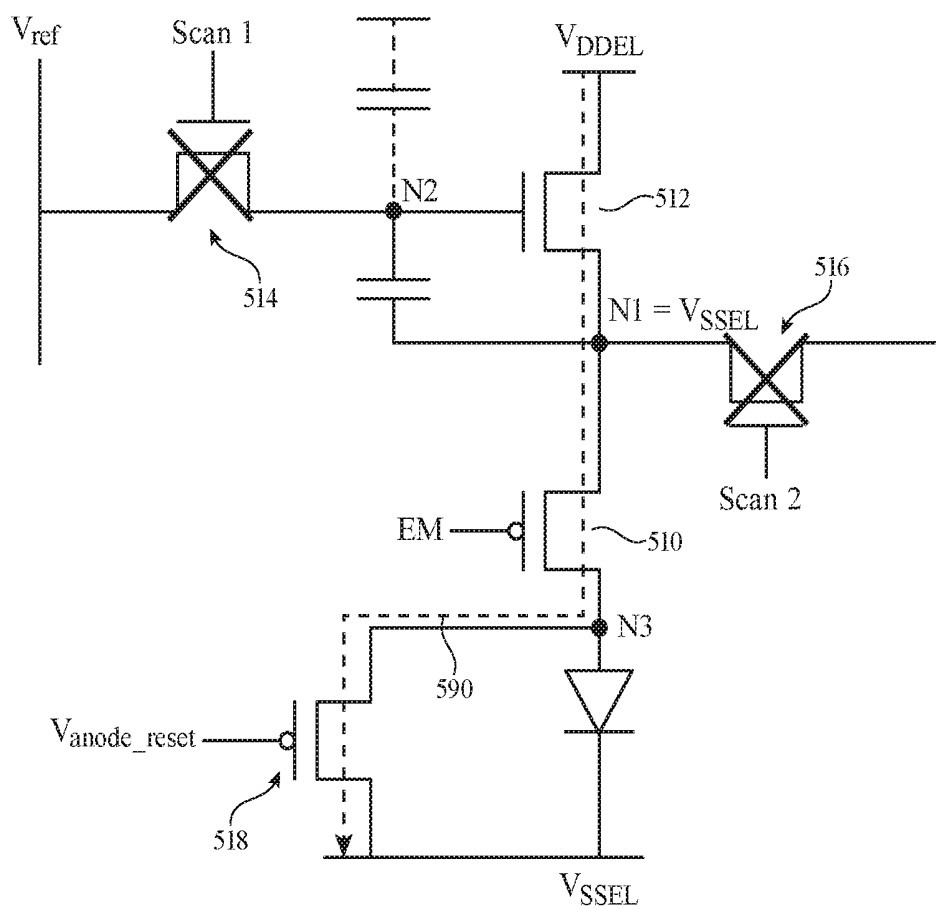 Vref
Scan 1
VDDEL
N2
512
514
516
N1 = VSSEL
Scan 2
EM
510
N3
590
Vanode_reset
518
VSSEL